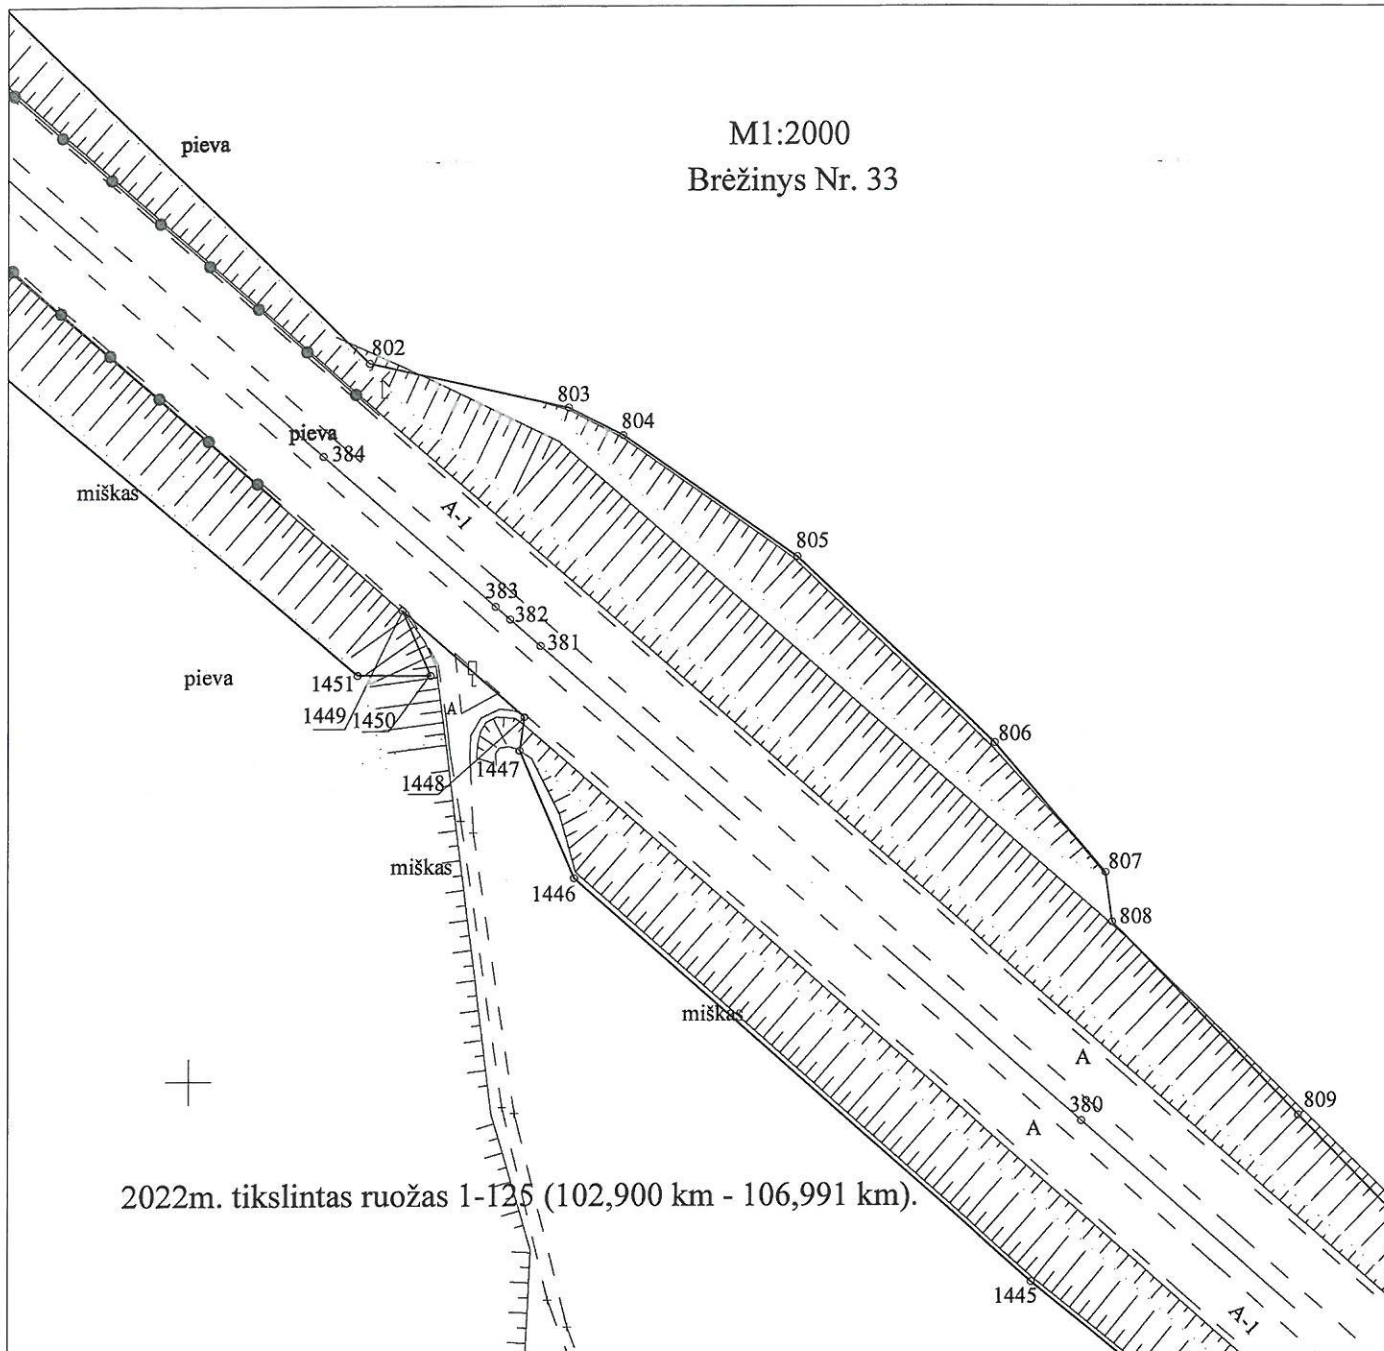 M1:2000
Brėžinys Nr. 33
pieva
802
803
804
pieva
384
miškas
A-1
805
383
382
381
pieva
1451
1449
1450
A
806
1448
1447
miškas
807
1446
808
miškas
A
380
809
A
2022m. tikslintas ruožas 1-125 (102,900 km - 106,991 km).
1445
A-1